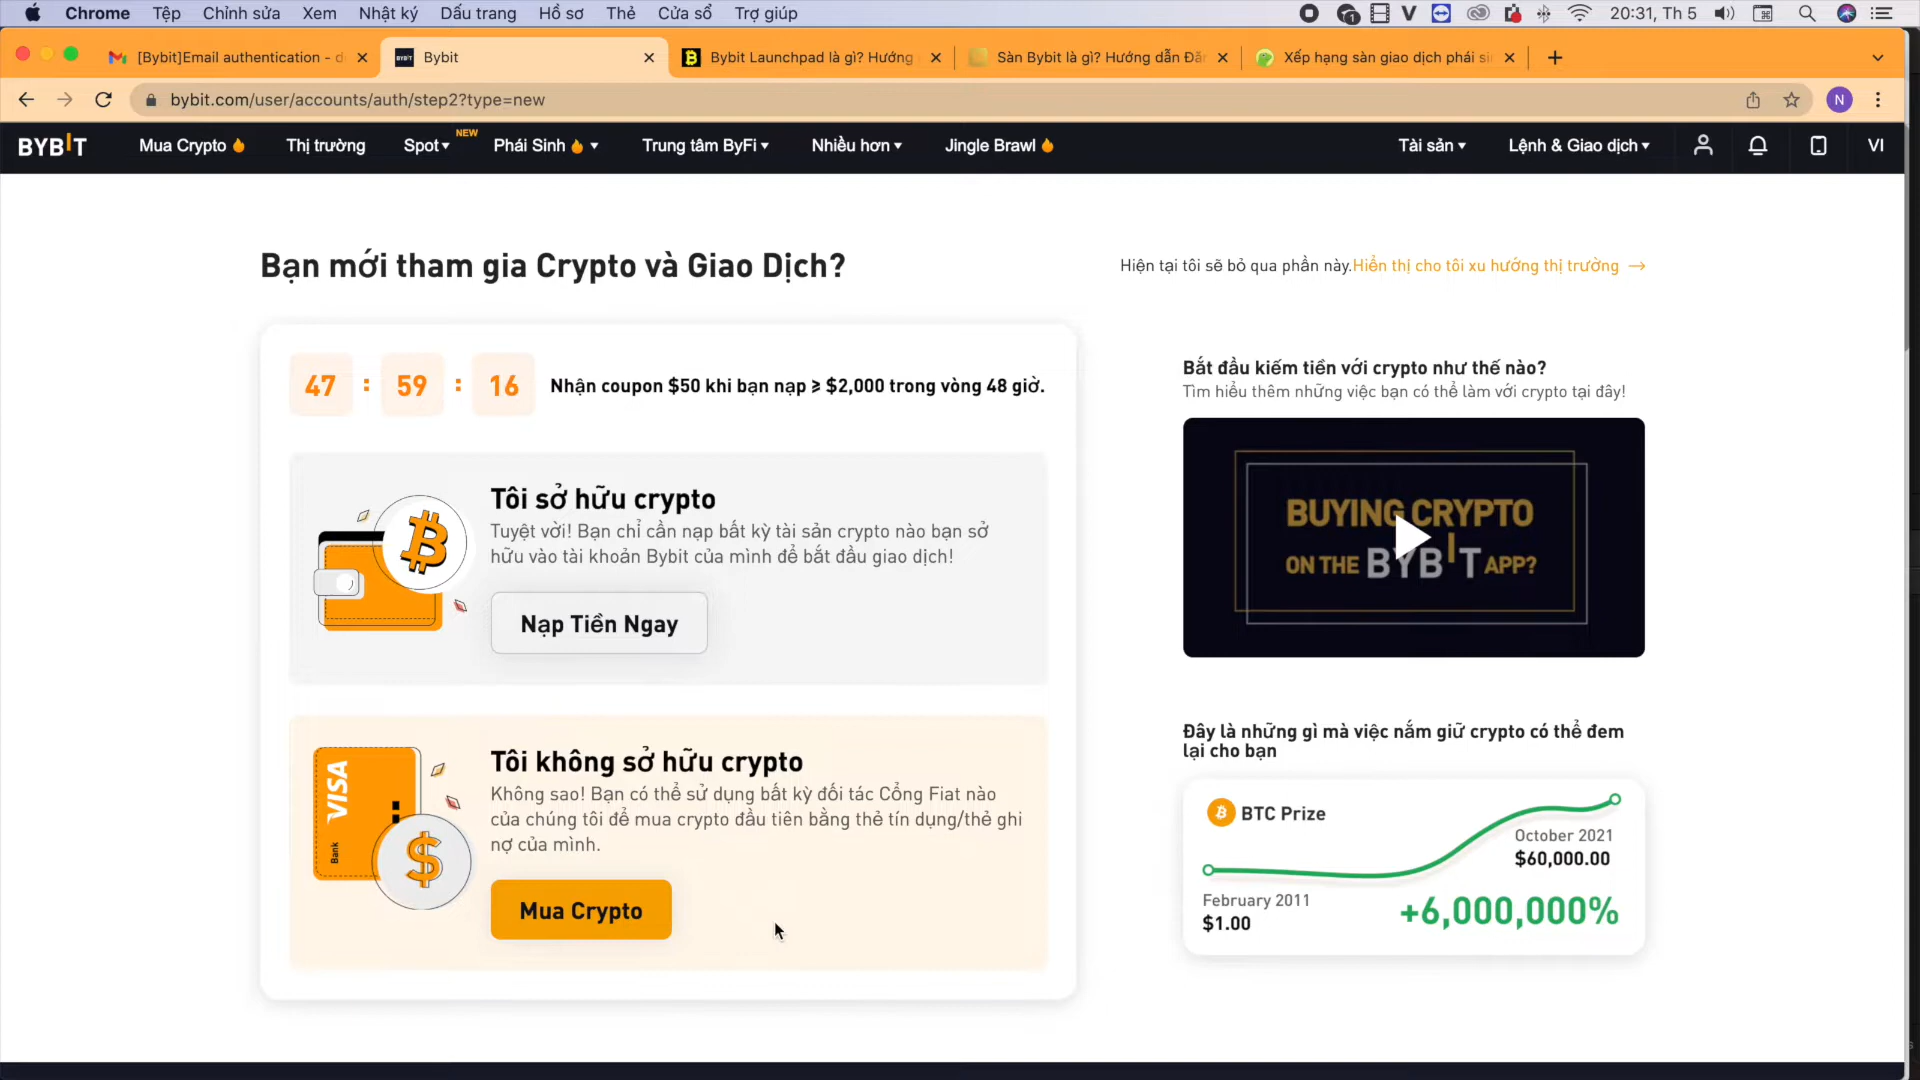 Chrome Tệp Chỉnh sửa Xem Nhật ký Dấu trang Hồ sơ Thẻ Cửa sổ Trợ giúp 20:31, Th 5
[Bybit]Email authentication - d
Bybit
Bybit Launchpad là gì? Hướng
Sàn Bybit là gì? Hướng dẫn Đă
Xếp hạng sàn giao dịch phái si
bybit.com/user/accounts/auth/step2?type=new
N
BYBIT Mua Crypto Thị trường Spot NEW Phái Sinh Trung tâm ByFi Nhiều hơn Jingle Brawl Tài sản Lệnh & Giao dịch VI
Bạn mới tham gia Crypto và Giao Dịch?
Hiện tại tôi sẽ bỏ qua phần này.Hiển thị cho tôi xu hướng thị trường →
47 : 59 : 16 Nhận coupon $50 khi bạn nạp ≥ $2,000 trong vòng 48 giờ.
Tôi sở hữu crypto
Tuyệt vời! Bạn chỉ cần nạp bất kỳ tài sản crypto nào bạn sở
hữu vào tài khoản Bybit của mình để bắt đầu giao dịch!
Nạp Tiền Ngay
VISA
Bank
Tôi không sở hữu crypto
Không sao! Bạn có thể sử dụng bất kỳ đối tác Cổng Fiat nào
của chúng tôi để mua crypto đầu tiên bằng thẻ tín dụng/thẻ ghi
nợ của mình.
Mua Crypto
Bắt đầu kiếm tiền với crypto như thế nào?
Tìm hiểu thêm những việc bạn có thể làm với crypto tại đây!
BUYING CRYPTO
ON THE BYBIT APP?
Đây là những gì mà việc nắm giữ crypto có thể đem
lại cho bạn
BTC Prize
October 2021
$60,000.00
February 2011
$1.00
+6,000,000%